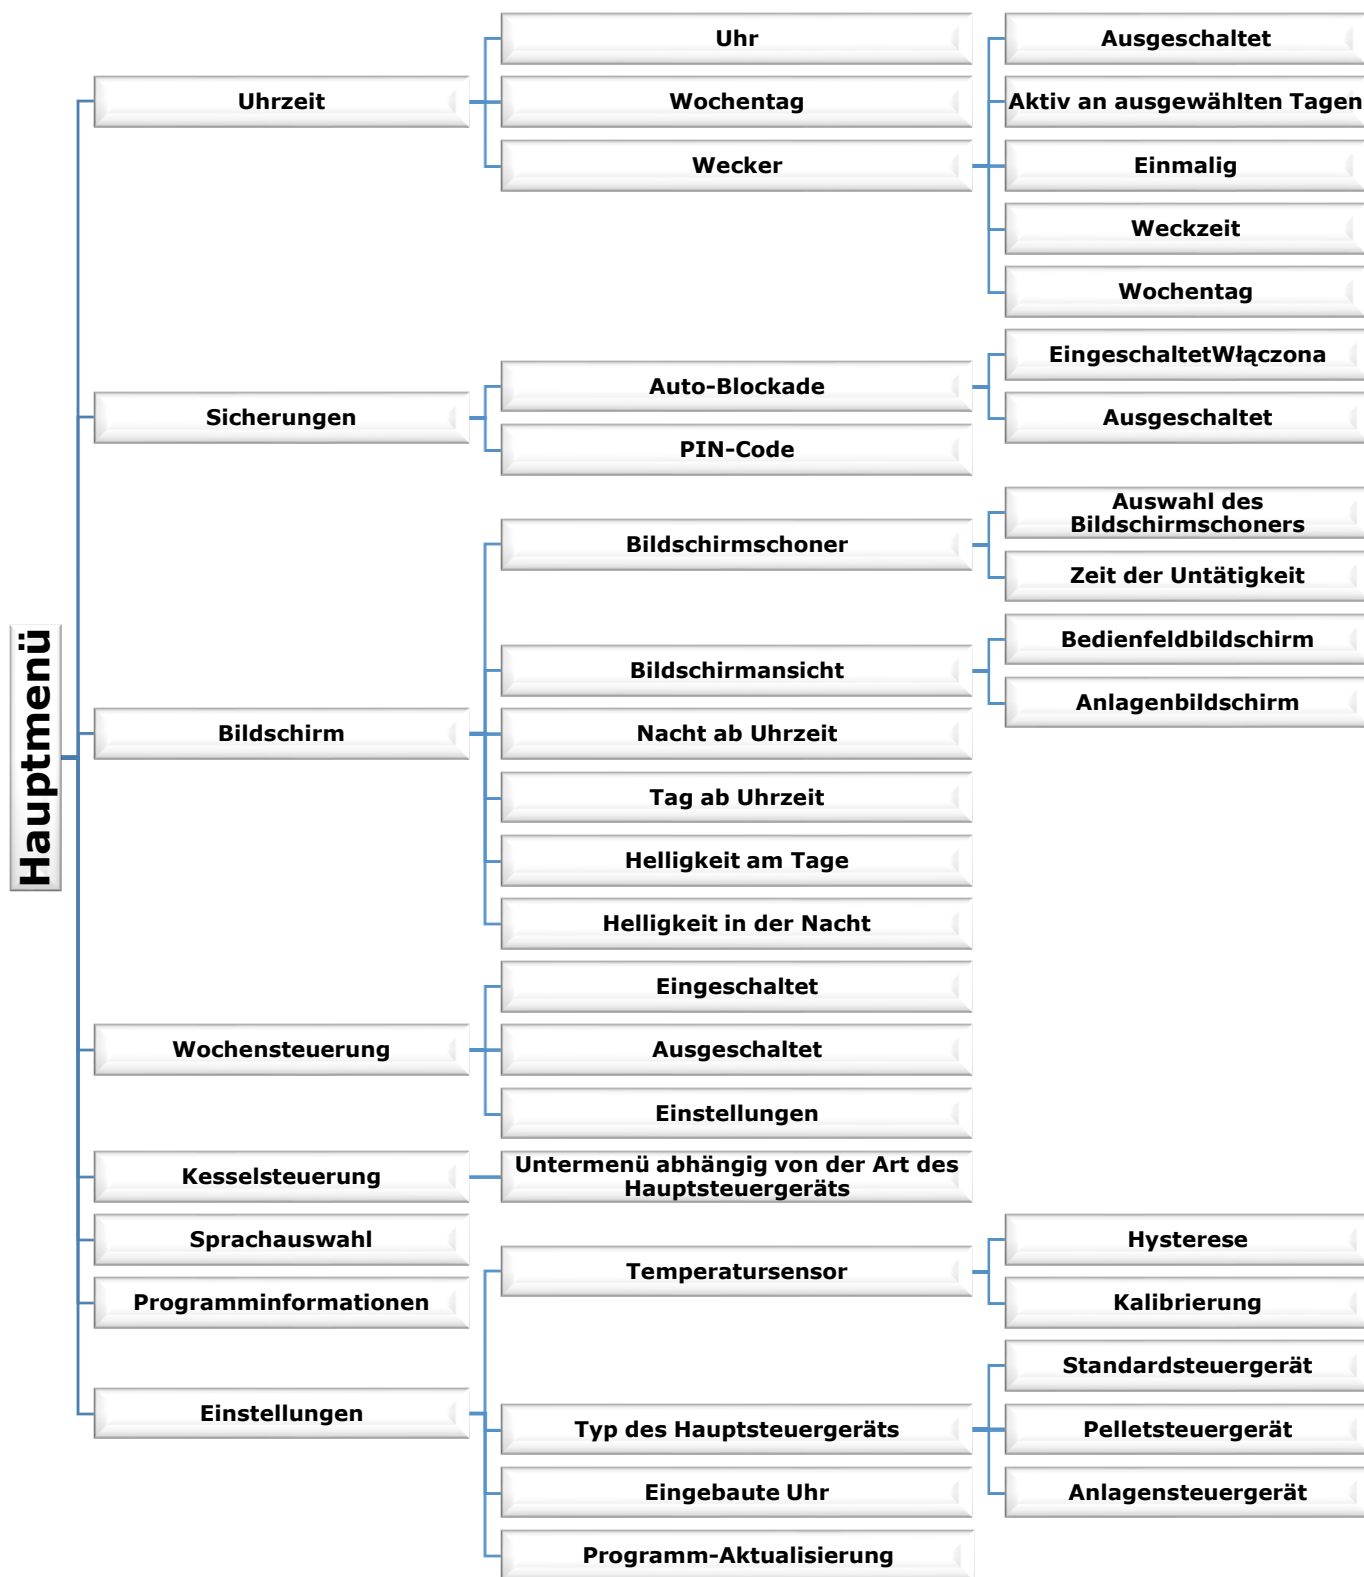 Hauptmenü
Uhrzeit
Uhr
Wochentag
Wecker
Ausgeschaltet
Aktiv an ausgewählten Tagen
Einmalig
Weckzeit
Wochentag
Sicherungen
Auto-Blockade
EingeschaltetWłączona
Ausgeschaltet
PIN-Code
Bildschirm
Bildschirmschoner
Auswahl des
Bildschirmschoners
Zeit der Untätigkeit
Bildschirmansicht
Bedienfeldbildschirm
Anlagenbildschirm
Nacht ab Uhrzeit
Tag ab Uhrzeit
Helligkeit am Tage
Helligkeit in der Nacht
Wochensteuerung
Eingeschaltet
Ausgeschaltet
Einstellungen
Kesselsteuerung
Untermenü abhängig von der Art des
Hauptsteuergeräts
Sprachauswahl
Programminformationen
Einstellungen
Temperatursensor
Hysterese
Kalibrierung
Typ des Hauptsteuergeräts
Standardsteuergerät
Pelletsteuergerät
Anlagensteuergerät
Eingebaute Uhr
Programm-Aktualisierung